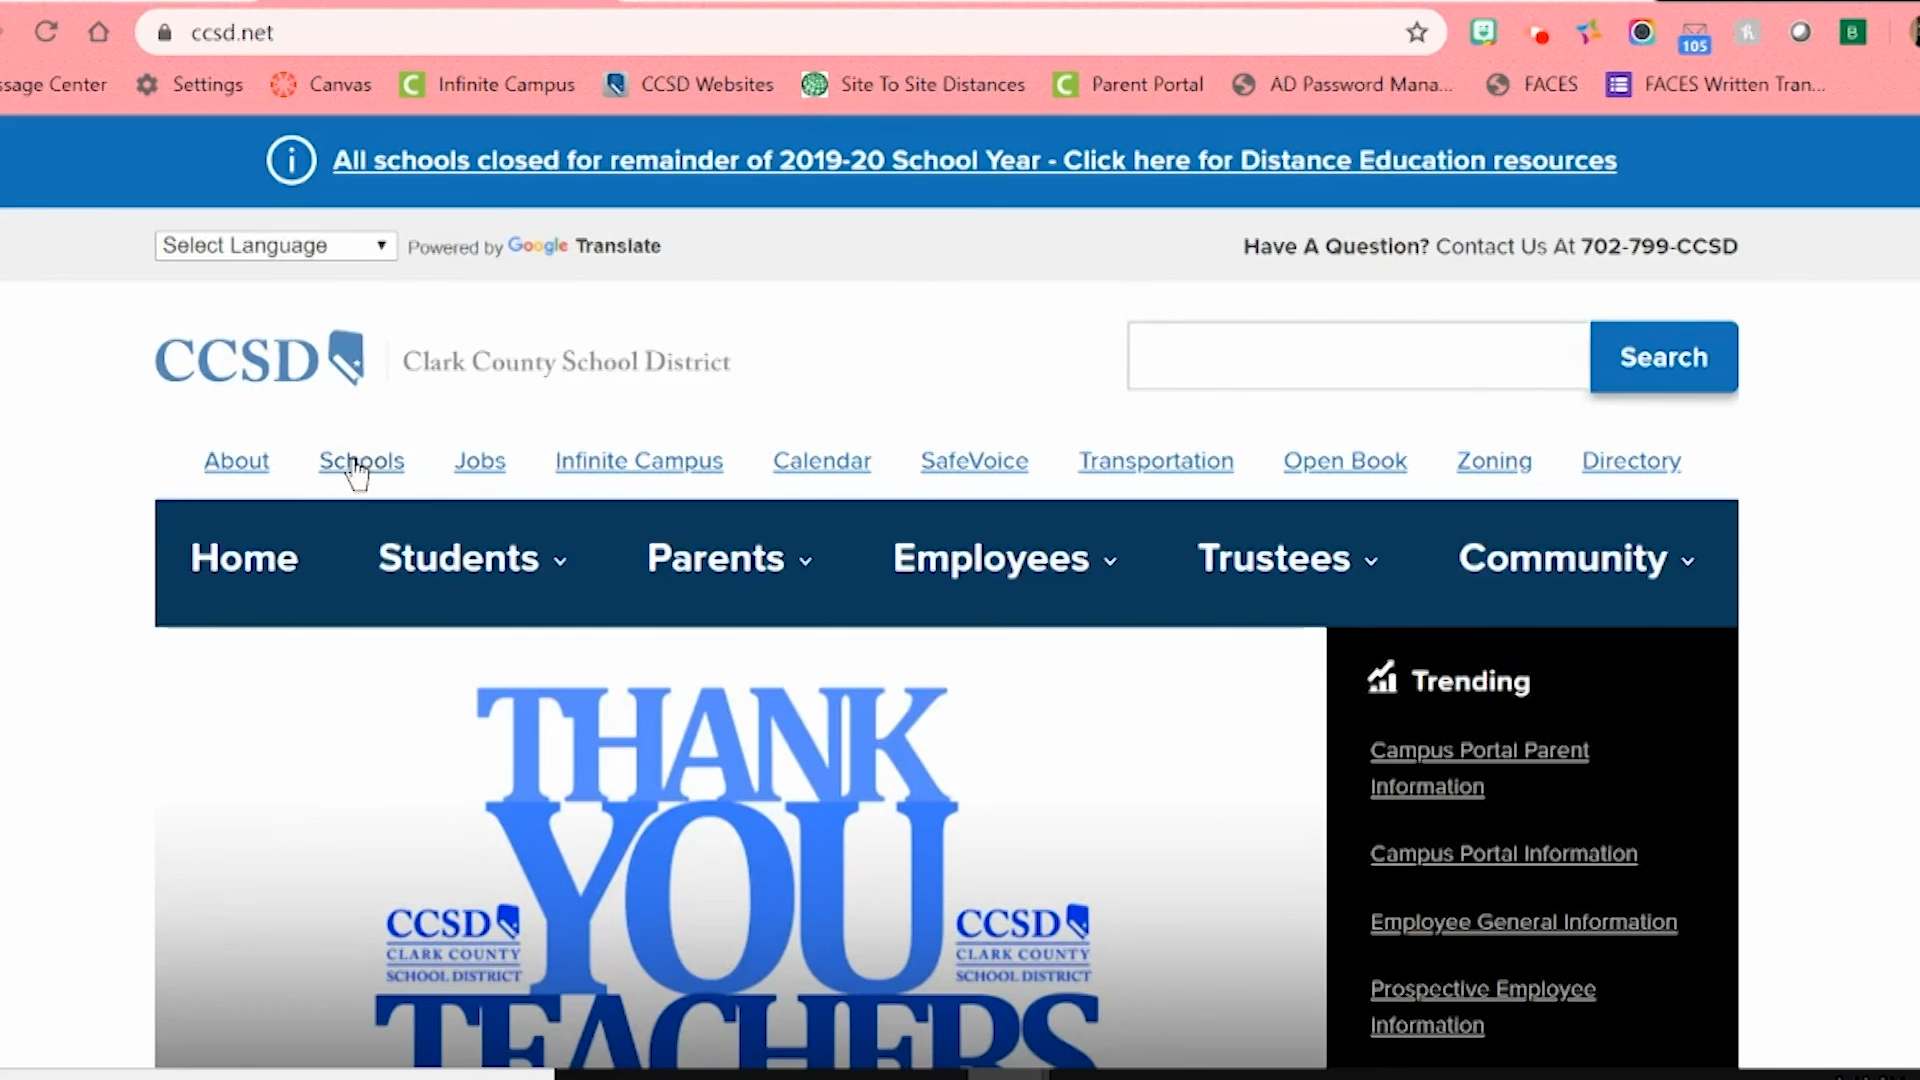 ccsd.net
105
B
ssage Center Settings Canvas Infinite Campus CCSD Websites Site To Site Distances Parent Portal AD Password Mana... FACES FACES Written Tran...
All schools closed for remainder of 2019-20 School Year - Click here for Distance Education resources
Select Language Powered by Google Translate
Have A Question? Contact Us At 702-799-CCSD
CCSD Clark County School District
Search
About Schools Jobs Infinite Campus Calendar SafeVoice Transportation Open Book Zoning Directory
Home Students Parents Employees Trustees Community
THANK
YOU
TEACHERS
CCSD
CLARK COUNTY
SCHOOL DISTRICT
CCSD
CLARK COUNTY
SCHOOL DISTRICT
Trending
Campus Portal Parent
Information
Campus Portal Information
Employee General Information
Prospective Employee
Information